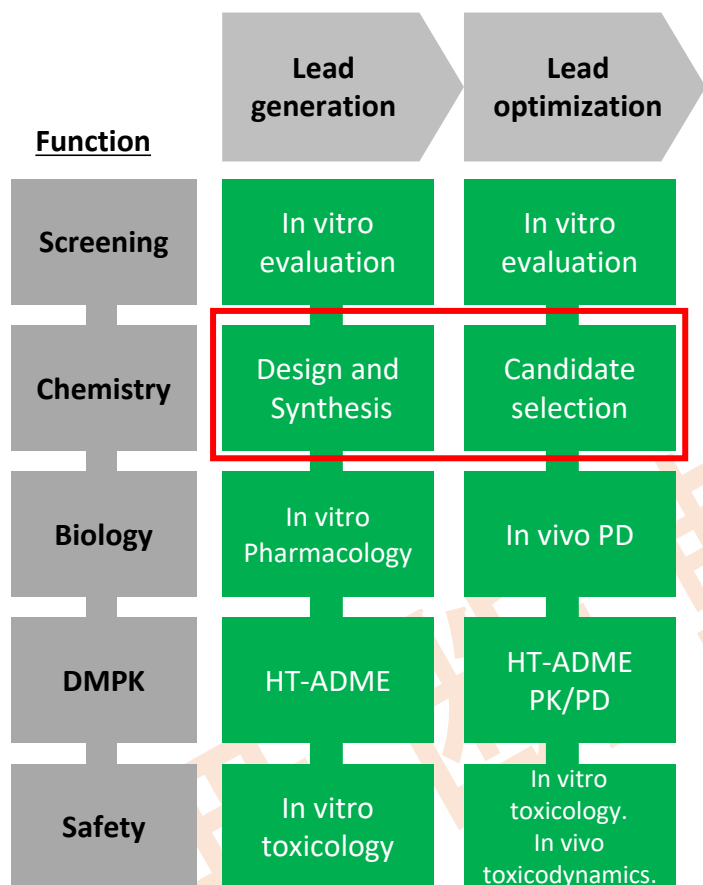 Lead
generation
Lead
optimization
Function
Screening
In vitro
evaluation
In vitro
evaluation
Chemistry
Design and
Synthesis
Candidate
selection
Biology
In vitro
Pharmacology
In vivo PD
DMPK
HT-ADME
HT-ADME
PK/PD
Safety
In vitro
toxicology
In vitro
toxicology.
In vivo
toxicodynamics.